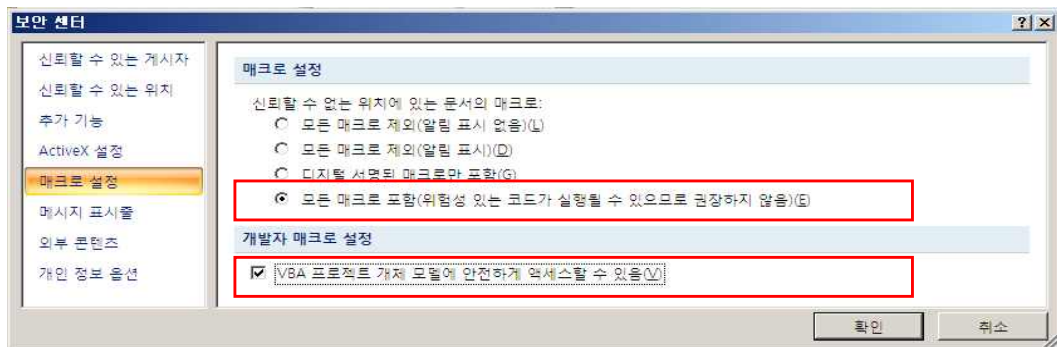 보안 센터
신뢰할 수 있는 게시자
신뢰할 수 있는 위치
추가 기능
ActiveX 설정
매크로 설정
메시지 표시줄
외부 콘텐츠
개인 정보 옵션
매크로 설정
신뢰할 수 없는 위치에 있는 문서의 매크로:
모든 매크로 제외(알림 표시 없음)(L)
모든 매크로 제외(알림 표시)(D)
디지털 서명된 매크로만 포함(G)
모든 매크로 포함(위험성 있는 코드가 실행될 수 있으므로 권장하지 않음)(E)
개발자 매크로 설정
VBA 프로젝트 개체 모델에 안전하게 액세스할 수 있음(V)
확인
취소